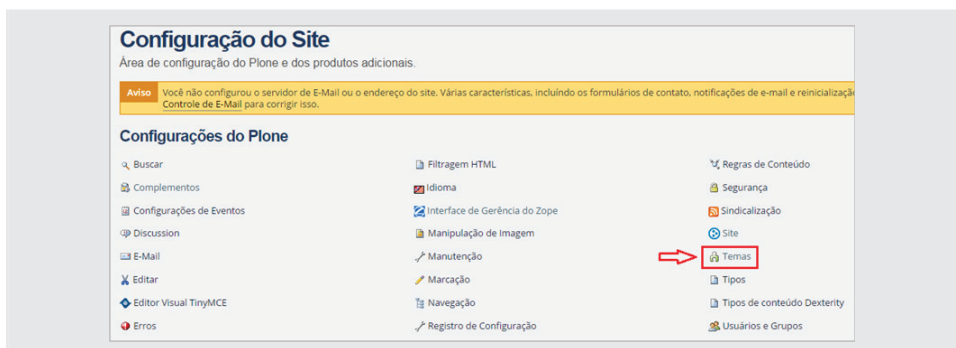 Configuração do Site
Área de configuração do Plone e dos produtos adicionais.
Aviso Você não configurou o servidor de E-Mail ou o endereço do site. Várias características, incluíndo os formulários de contato, notificações de e-mail e reinicialização
Controle de E-Mail para corrigir isso.
Configurações do Plone
Buscar Filtragem HTML Regras de Conteúdo
Complementos Idioma Segurança
Configurações de Eventos Interface de Gerência do Zope Sindicalização
Discussion Manipulação de Imagem Site
E-Mail Manutenção Temas
Editar Marcação Tipos
Editor Visual TinyMCE Navegação Tipos de conteúdo Dexterity
Erros Registro de Configuração Usuários e Grupos